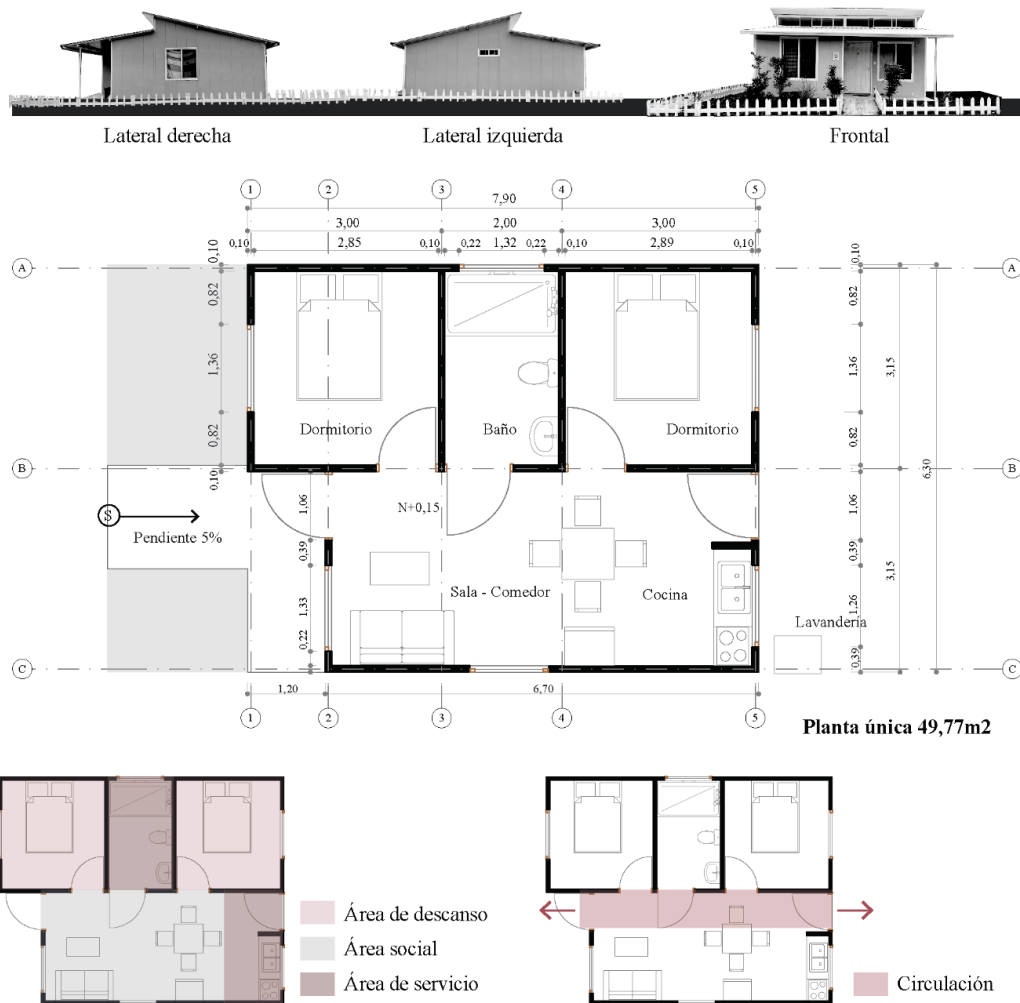 Lateral derecha
Lateral izquierda
Frontal
1 2 3 4 5
7,90
3,00 2,00 3,00
0,10 2,85 0,10 0,22 1,32 0,22 0,10 2,89 0,10
A
A
0,10
0,82
1,36
0,82
0,10
0,10
0,82
1,36
0,82
3,15
6,30
Dormitorio
Baño
Dormitorio
B
B
N+0,15
S
Pendiente 5%
1,06
0,39
1,33
0,22
1,06
0,39
1,26
0,39
3,15
Sala - Comedor
Cocina
Lavandería
C
C
1,20 6,70
1 2 3 4 5
Planta única 49,77m2
Área de descanso
Área social
Área de servicio
Circulación